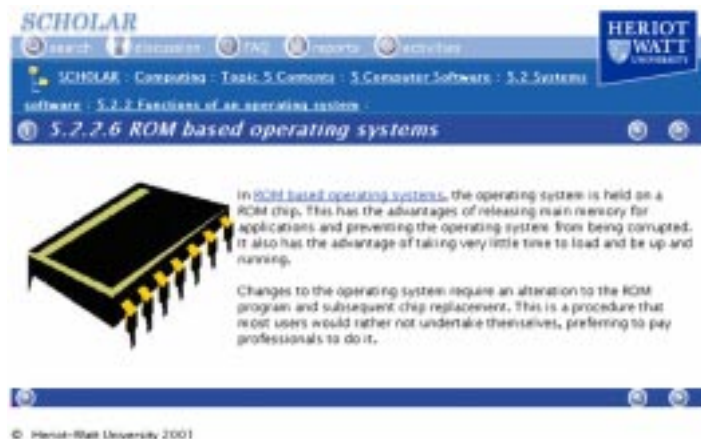 SCHOLAR
HERIOT
WATT
UNIVERSITY
search discussion FAQ reports activities
SCHOLAR : Computing : Topic 5 Contents : 5 Computer Software : 5.2 Systems
software : 5.2.2 Functions of an operating system :
5.2.2.6 ROM based operating systems
In ROM based operating systems, the operating system is held on a
ROM chip. This has the advantages of releasing main memory for
applications and preventing the operating system from being corrupted.
It also has the advantage of taking very little time to load and be up and
running.
Changes to the operating system require an alteration to the ROM
program and subsequent chip replacement. This is a procedure that
most users would rather not undertake themselves, preferring to pay
professionals to do it.
© Heriot-Watt University 2001